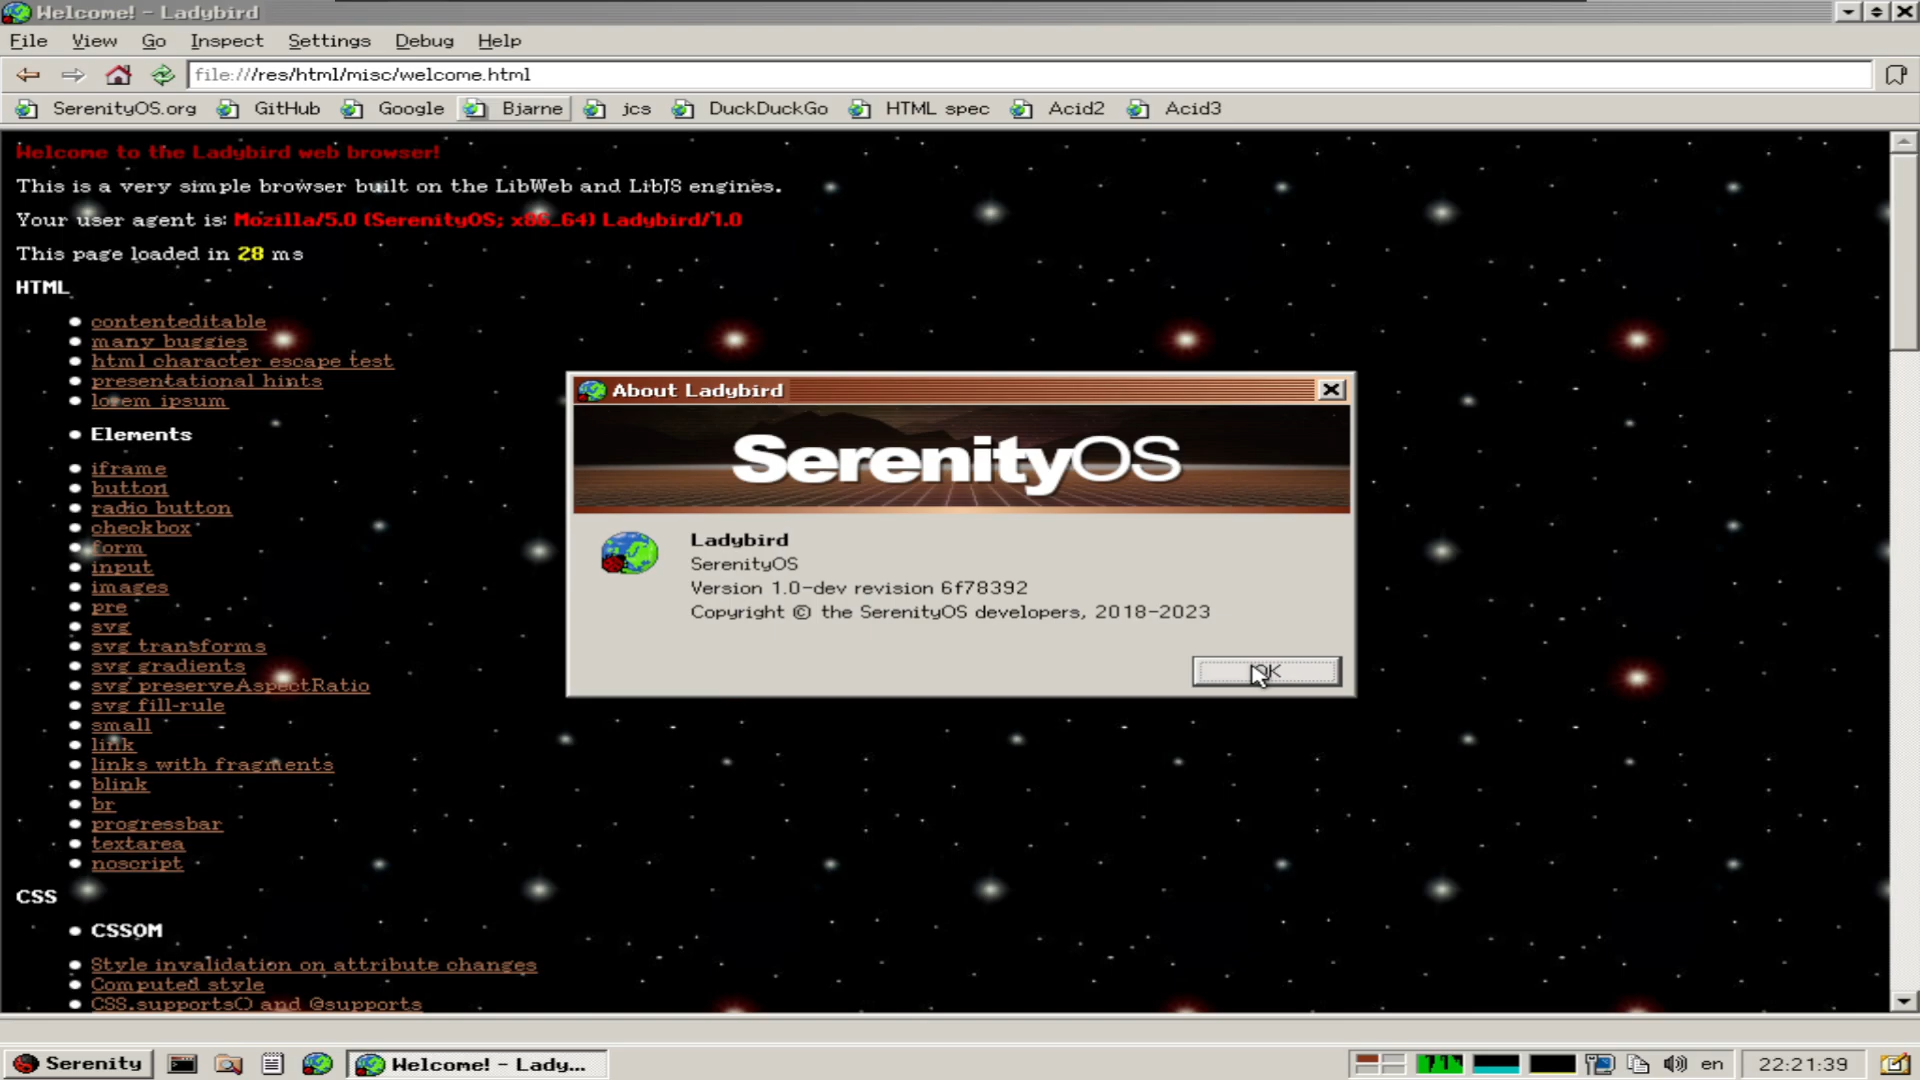 Welcome! - Ladybird
File View Go Inspect Settings Debug Help
file:///res/html/misc/welcome.html
SerenityOS.org GitHub Google Bjarne jcs DuckDuckGo HTML spec Acid2 Acid3
Welcome to the Ladybird web browser!
This is a very simple browser built on the LibWeb and LibJS engines.
Your user agent is: Mozilla/5.0 (SerenityOS; x86_64) Ladybird/1.0
This page loaded in 28 ms
HTML
contenteditable
many buggies
html character escape test
presentational hints
lorem ipsum
Elements
iframe
button
radio button
checkbox
form
input
images
pre
svg
svg transforms
svg gradients
svg preserveAspectRatio
svg fill-rule
small
link
links with fragments
blink
br
progressbar
textarea
noscript
CSS
CSSOM
Style invalidation on attribute changes
Computed style
CSS.supports() and @supports
About Ladybird
SerenityOS
Ladybird
SerenityOS
Version 1.0-dev revision 6f78392
Copyright © the SerenityOS developers, 2018-2023
OK
Serenity Welcome! - Lady... en 22:21:39